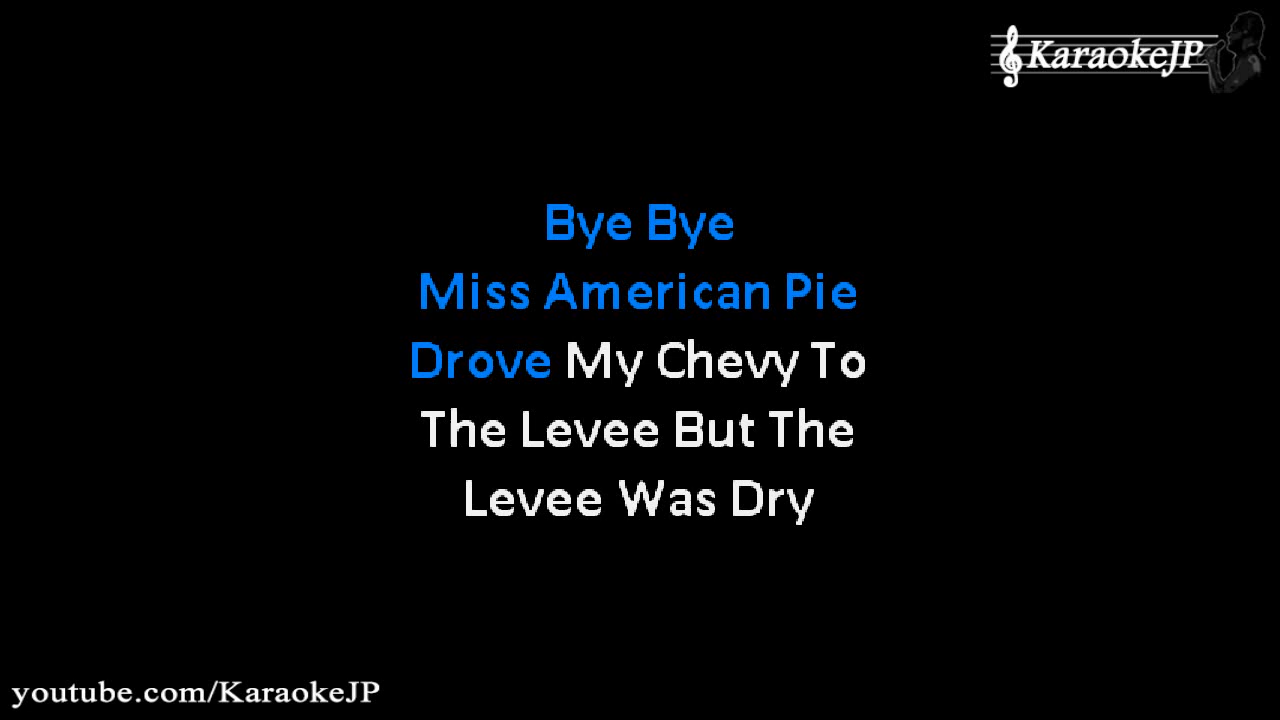 KaraokeJP
Bye Bye
Miss American Pie
Drove My Chevy To
The Levee But The
Levee Was Dry
youtube.com/KaraokeJP